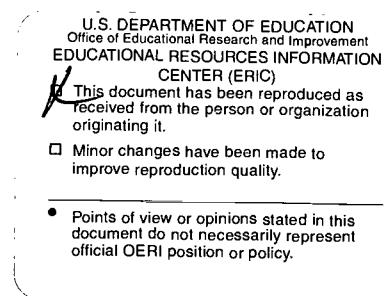 U.S. DEPARTMENT OF EDUCATION
Office of Educational Research and Improvement
EDUCATIONAL RESOURCES INFORMATION
CENTER (ERIC)
This document has been reproduced as
received from the person or organization
originating it.
☐ Minor changes have been made to
improve reproduction quality.
• Points of view or opinions stated in this
document do not necessarily represent
official OERI position or policy.